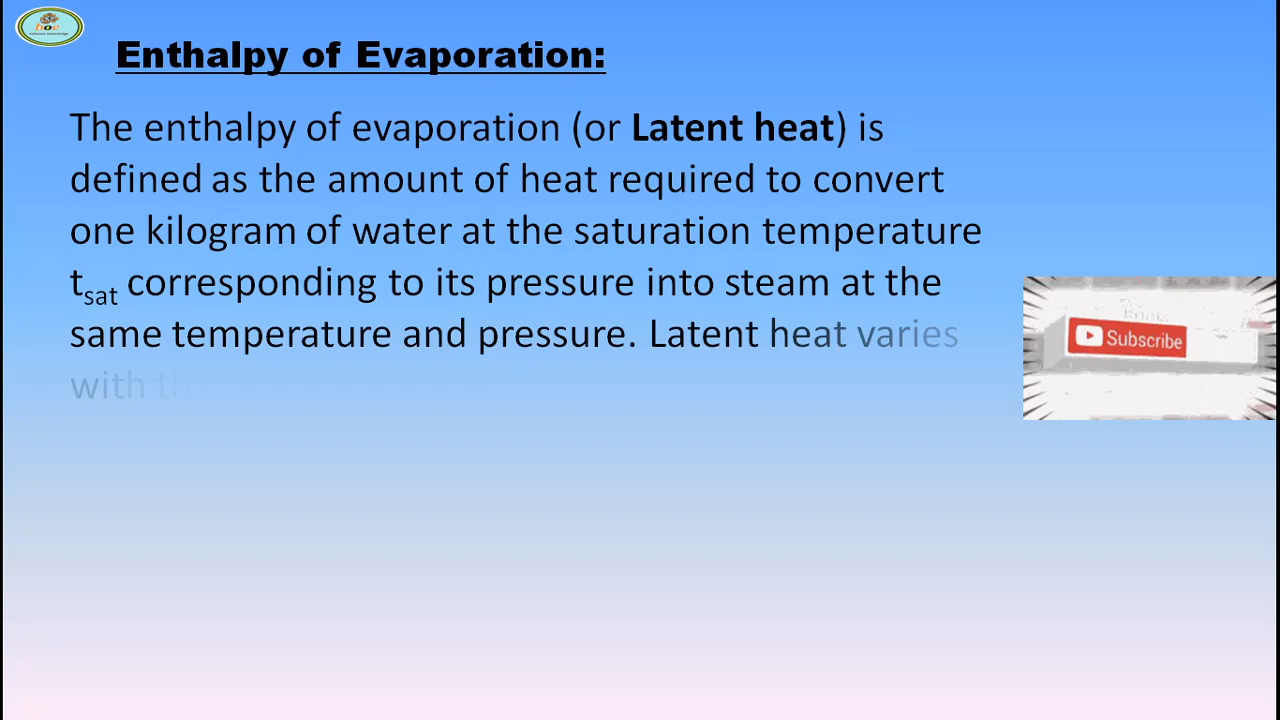 boe
Enthalpy of Evaporation:
The enthalpy of evaporation (or Latent heat) is
defined as the amount of heat required to convert
one kilogram of water at the saturation temperature
tsat corresponding to its pressure into steam at the
same temperature and pressure. Latent heat varies
with th
Subscribe